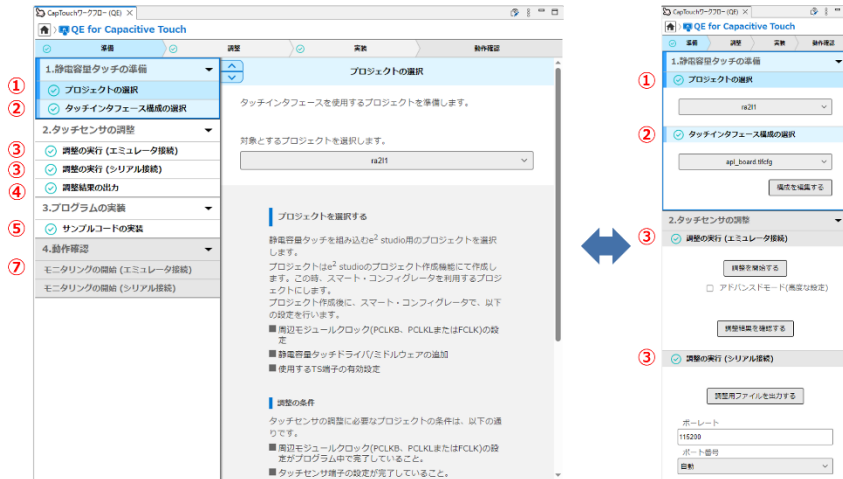 CapTouchワークフロー(QE)
QE for Capacitive Touch
準備
調整
実装
動作確認
1.静電容量タッチの準備
① プロジェクトの選択
② タッチインタフェース構成の選択
2.タッチセンサの調整
③ 調整の実行 (エミュレータ接続)
③ 調整の実行 (シリアル接続)
④ 調整結果の出力
3.プログラムの実装
⑤ サンプルコードの実装
4.動作確認
⑦ モニタリングの開始 (エミュレータ接続)
モニタリングの開始 (シリアル接続)
プロジェクトの選択
タッチインタフェースを使用するプロジェクトを準備します。
対象とするプロジェクトを選択します。
ra2l1
プロジェクトを選択する
静電容量タッチを組み込むe² studio用のプロジェクトを選択
します。
プロジェクトはe² studioのプロジェクト作成機能にて作成し
ます。この時、スマート・コンフィグレータを利用するプロジ
ェクトにします。
プロジェクト作成後に、スマート・コンフィグレータで、以下
の設定を行います。
■周辺モジュールクロック(PCLKB、PCLKLまたはFCLK)の設
定
■静電容量タッチドライバ/ミドルウェアの追加
■使用するTS端子の有効設定
調整の条件
タッチセンサの調整に必要なプロジェクトの条件は、以下の通
りです。
■周辺モジュールクロック(PCLKB、PCLKLまたはFCLK)の設
定がプログラム中で完了していること。
■タッチセンサ端子の設定が完了していること。
CapTouchワークフロー(QE)
QE for Capacitive Touch
準備
調整
実装
動作確認
1.静電容量タッチの準備
① プロジェクトの選択
ra2l1
② タッチインタフェース構成の選択
apl_board.tifcfg
構成を編集する
2.タッチセンサの調整
③ 調整の実行 (エミュレータ接続)
調整を開始する
アドバンスドモード(高度な設定)
調整結果を確認する
③ 調整の実行 (シリアル接続)
調整用ファイルを出力する
ボーレート
115200
ポート番号
自動